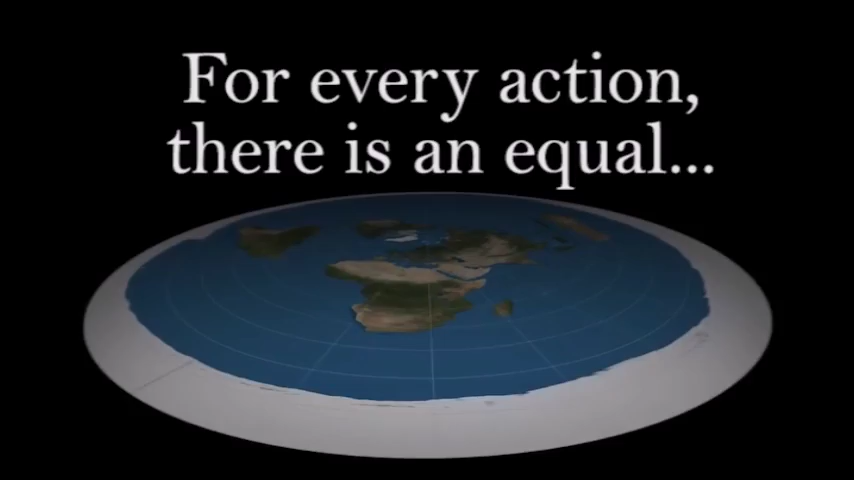 For every action,
there is an equal...